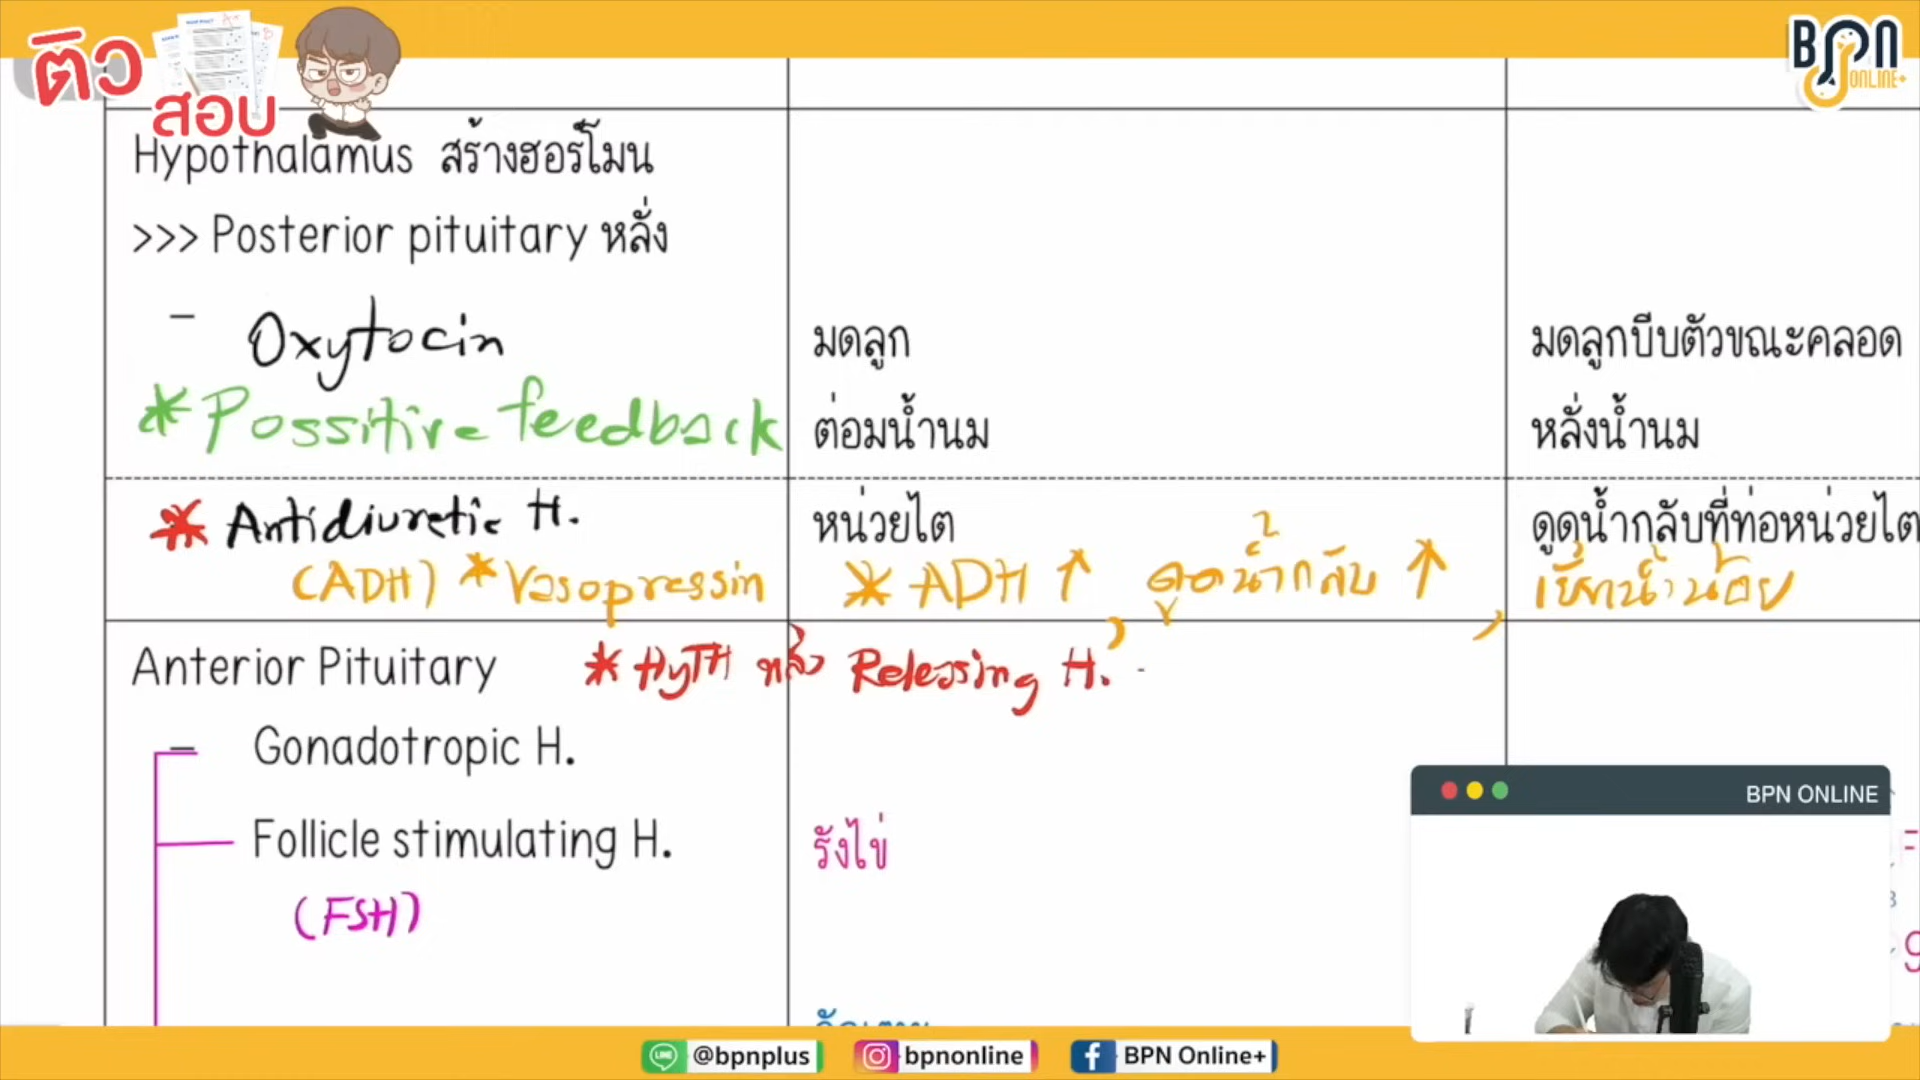 ติว
สอบ
BPN
ONLINE+
Hypothalamus สร้างฮอร์โมน
>>> Posterior pituitary หลั่ง
- Oxytocin
มดลูก
มดลูกบีบตัวขณะคลอด
* Possitive feedback
ต่อมน้ำนม
หลั่งน้ำนม
* Antidiuretic H.
หน่วยไต
ดูดน้ำกลับที่ท่อหน่วยไต
(ADH) * Vasopressin
* ADH ↑ , ดูดน้ำกลับ ↑ ,
เยี่ยวน้ำน้อย
Anterior Pituitary
* HyTH หลั่ง Releasing H.
- Gonadotropic H.
Follicle stimulating H.
รังไข่
(FSH)
BPN ONLINE
LINE @bpnplus
bpnonline
f BPN Online+